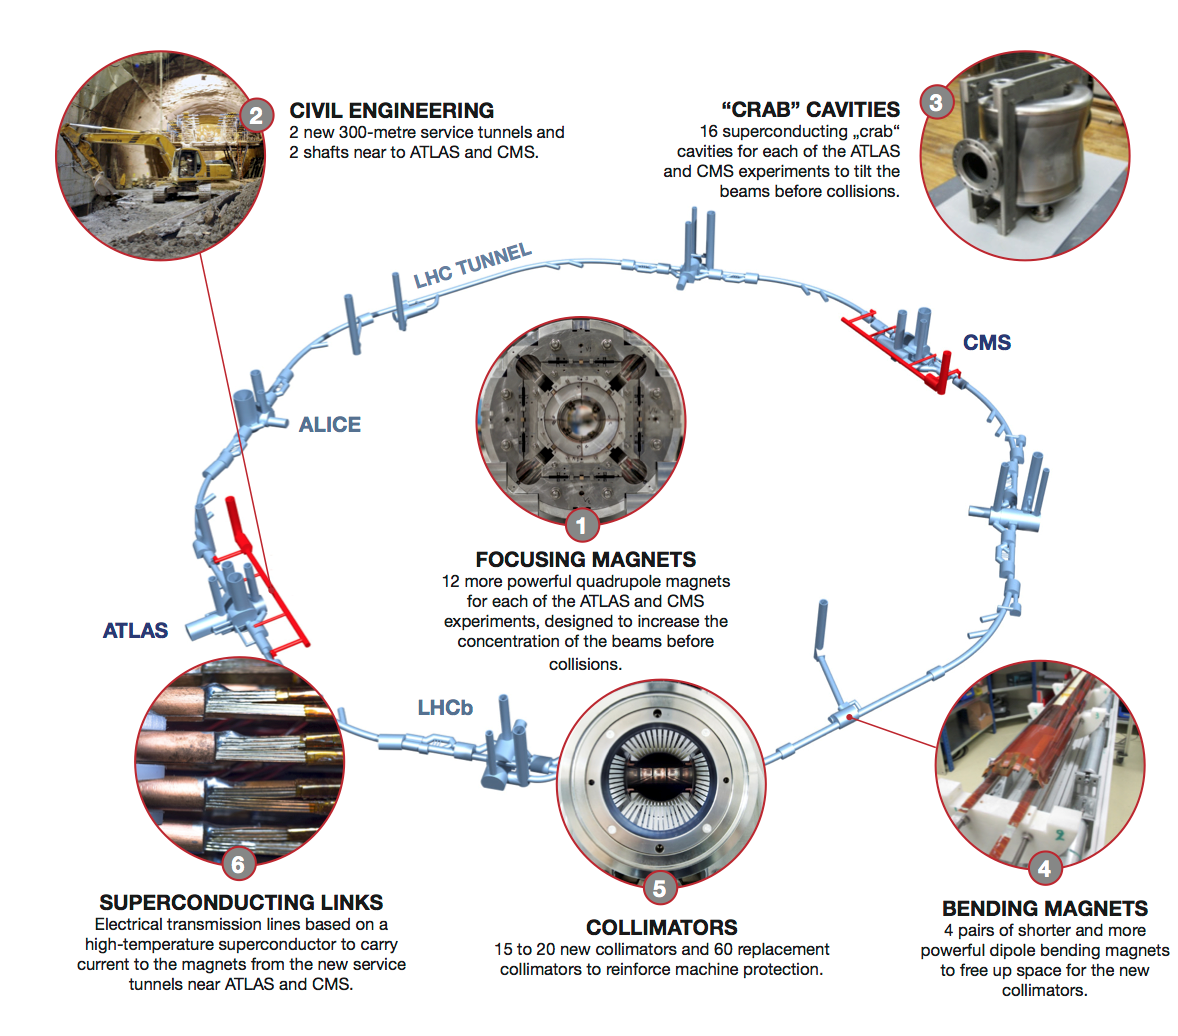 2
CIVIL ENGINEERING
2 new 300-metre service tunnels and
2 shafts near to ATLAS and CMS.
“CRAB” CAVITIES
16 superconducting „crab“
cavities for each of the ATLAS
and CMS experiments to tilt the
beams before collisions.
3
LHC TUNNEL
CMS
ALICE
1
FOCUSING MAGNETS
12 more powerful quadrupole magnets
for each of the ATLAS and CMS
experiments, designed to increase the
concentration of the beams before
collisions.
ATLAS
LHCb
6
SUPERCONDUCTING LINKS
Electrical transmission lines based on a
high-temperature superconductor to carry
current to the magnets from the new service
tunnels near ATLAS and CMS.
5
COLLIMATORS
15 to 20 new collimators and 60 replacement
collimators to reinforce machine protection.
2
4
BENDING MAGNETS
4 pairs of shorter and more
powerful dipole bending magnets
to free up space for the new
collimators.